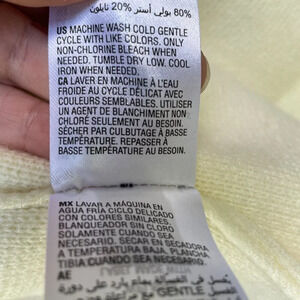 80% بولي أستر 20% نايلون
US MACHINE WASH COLD GENTLE
CYCLE WITH LIKE COLORS. ONLY
NON-CHLORINE BLEACH WHEN
NEEDED. TUMBLE DRY LOW. COOL
IRON WHEN NEEDED.
CA LAVER EN MACHINE À L'EAU
FROIDE AU CYCLE DÉLICAT AVEC
COULEURS SEMBLABLES. UTILISER
UN AGENT DE BLANCHIMENT NON
CHLORÉ SEULEMENT AU BESOIN.
SÉCHER PAR CULBUTAGE À BASSE
TEMPÉRATURE. REPASSER À
BASSE TEMPÉRATURE AU BESOIN.
MX LAVAR A MÁQUINA EN
AGUA FRÍA CICLO DELICADO
CON COLORES SIMILARES.
BLANQUEADOR SIN CLORO
SOLAMENTE CUANDO SEA
NECESARIO. SECAR EN SECADORA
A TEMPERATURA BAJA. PLANCHA
TIBIA CUANDO SEA NECESARIO.
AE